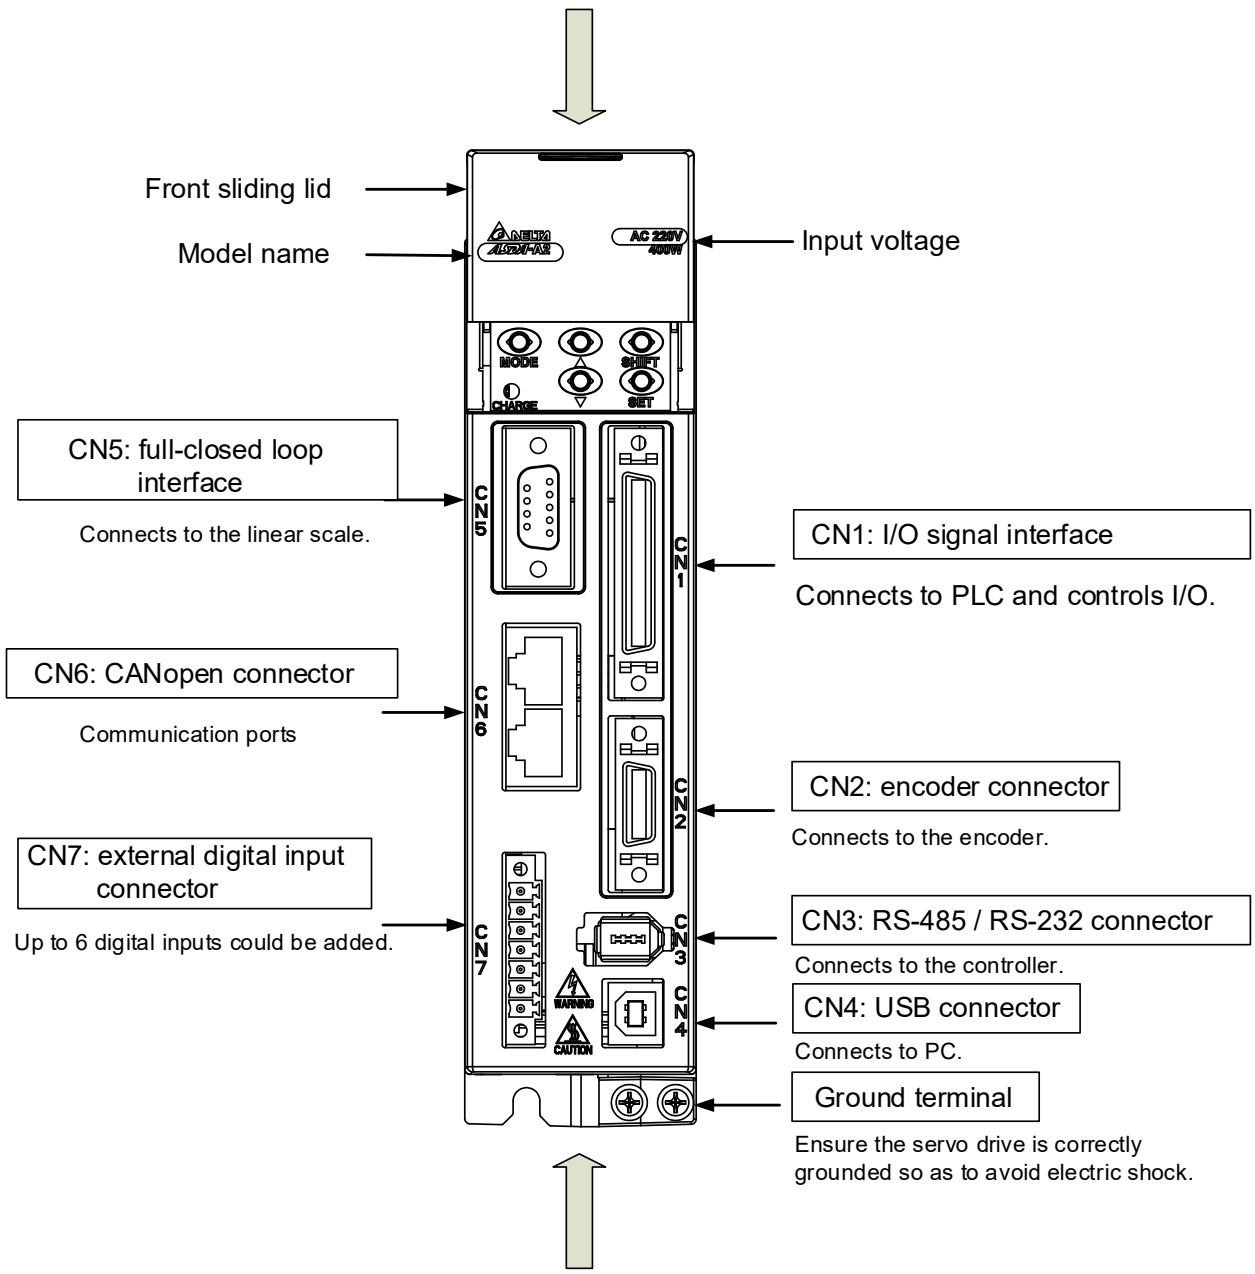 Front sliding lid
Model name
DELTA
ASDA-A2
AC 220V
400W
Input voltage
MODE
SHIFT
CHARGE
SET
CN5: full-closed loop
interface
Connects to the linear scale.
CN5
CN1
CN1: I/O signal interface
Connects to PLC and controls I/O.
CN6: CANopen connector
Communication ports
CN6
CN2
CN2: encoder connector
Connects to the encoder.
CN7: external digital input
connector
Up to 6 digital inputs could be added.
CN7
CN3
CN3: RS-485 / RS-232 connector
Connects to the controller.
WARNING
CAUTION
CN4
CN4: USB connector
Connects to PC.
Ground terminal
Ensure the servo drive is correctly
grounded so as to avoid electric shock.